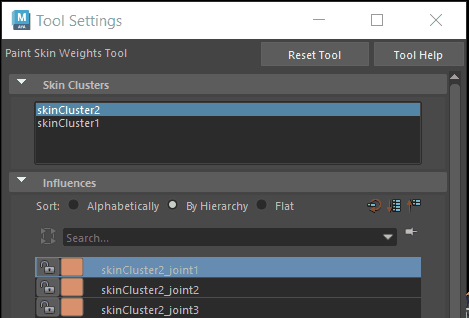 M
AYA
Tool Settings
Paint Skin Weights Tool
Reset Tool
Tool Help
Skin Clusters
skinCluster2
skinCluster1
Influences
Sort: Alphabetically By Hierarchy Flat
Search...
skinCluster2_joint1
skinCluster2_joint2
skinCluster2_joint3